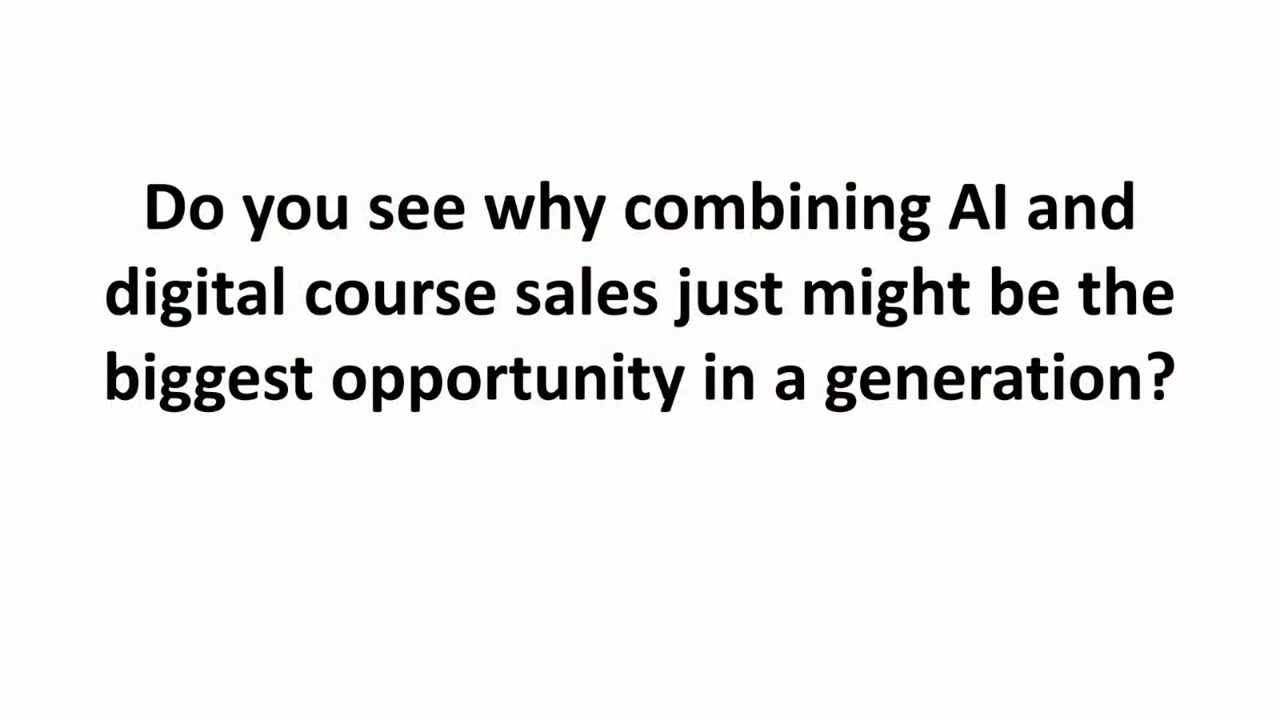 Do you see why combining AI and
digital course sales just might be the
biggest opportunity in a generation?